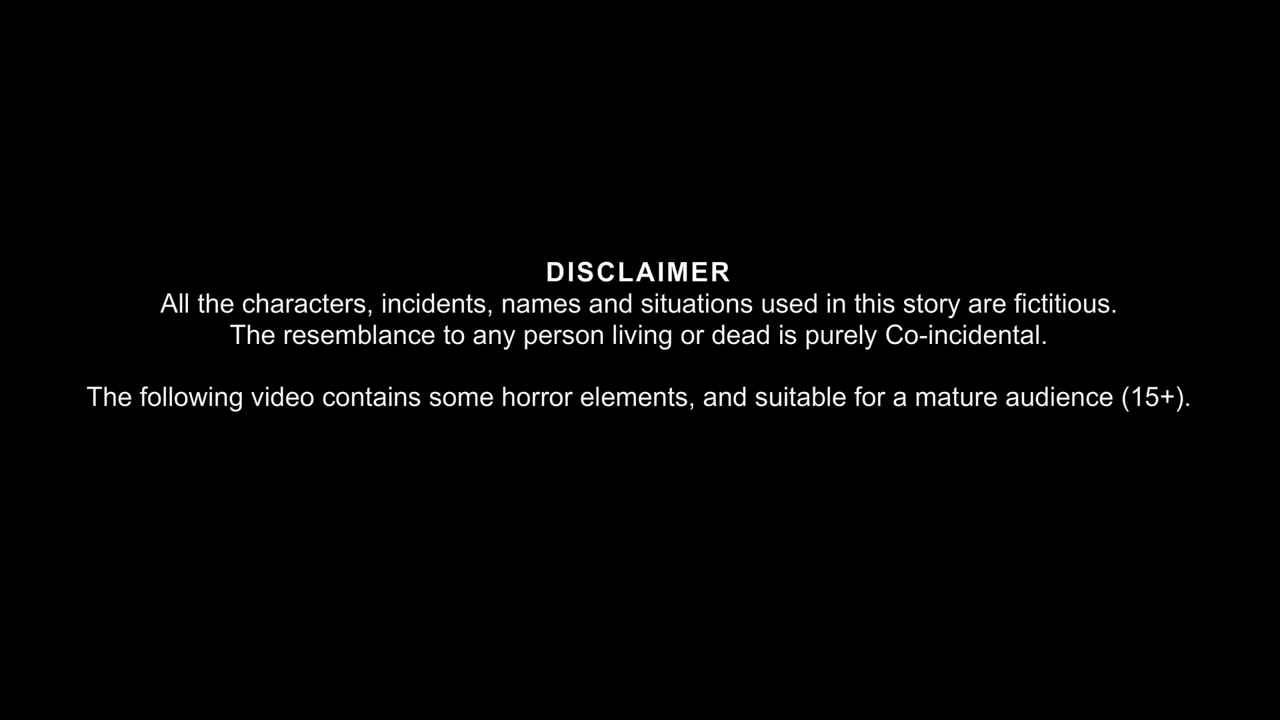 DISCLAIMER
All the characters, incidents, names and situations used in this story are fictitious.
The resemblance to any person living or dead is purely Co-incidental.
The following video contains some horror elements, and suitable for a mature audience (15+).